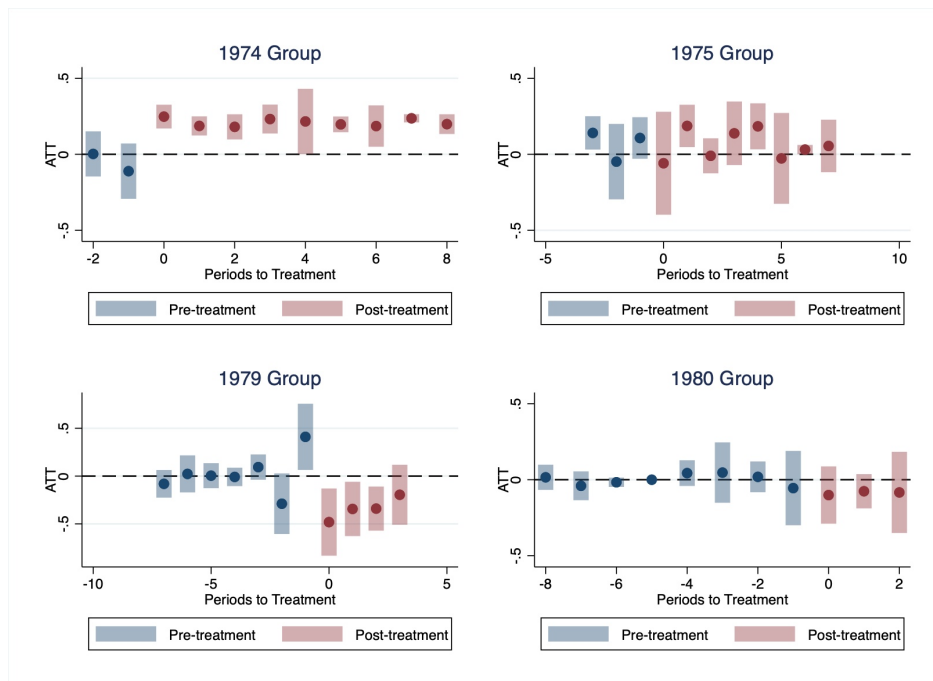 1974 Group
.5
0
-.5
ATT
-2 0 2 4 6 8
Periods to Treatment
Pre-treatment Post-treatment
1975 Group
.5
0
-.5
ATT
-5 0 5 10
Periods to Treatment
Pre-treatment Post-treatment
1979 Group
.5
0
-.5
ATT
-10 -5 0 5
Periods to Treatment
Pre-treatment Post-treatment
1980 Group
.5
0
-.5
ATT
-8 -6 -4 -2 0 2
Periods to Treatment
Pre-treatment Post-treatment